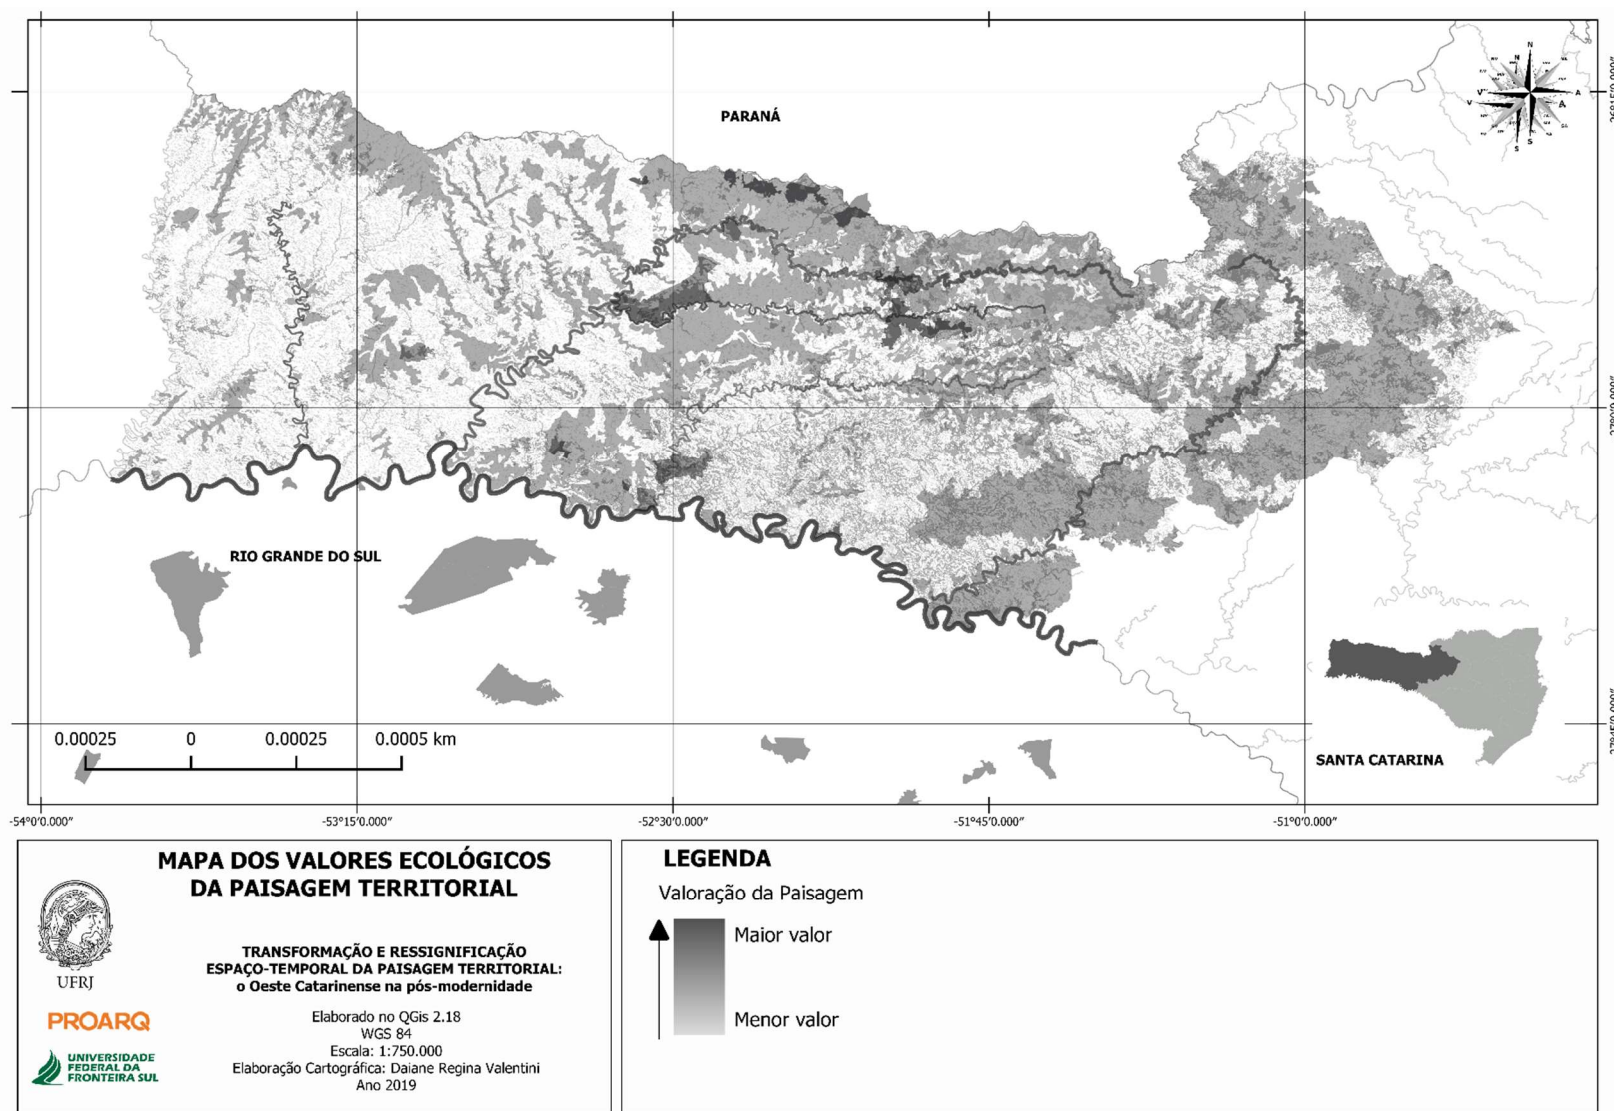 PARANÁ
N
N
V
A
V
A
S
S
RIO GRANDE DO SUL
0.00025 0 0.00025 0.0005 km
SANTA CATARINA
-54°0'0.000" -53°15'0.000" -52°30'0.000" -51°45'0.000" -51°0'0.000"
MAPA DOS VALORES ECOLÓGICOS
DA PAISAGEM TERRITORIAL
TRANSFORMAÇÃO E RESSIGNIFICAÇÃO
ESPAÇO-TEMPORAL DA PAISAGEM TERRITORIAL:
o Oeste Catarinense na pós-modernidade
UFRJ
PROARQ
UNIVERSIDADE
FEDERAL DA
FRONTEIRA SUL
Elaborado no QGis 2.18
WGS 84
Escala: 1:750.000
Elaboração Cartográfica: Daiane Regina Valentini
Ano 2019
LEGENDA
Valoração da Paisagem
Maior valor
Menor valor